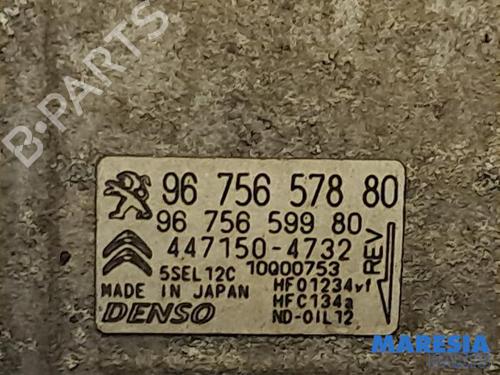 B-PARTS
96 756 578 80
96 756 599 80
447150-4732
5SEL12C 10Q00753
MADE IN JAPAN
HFO1234yf
HFC134a
DENSO
ND-OIL12
REV
MARESIA